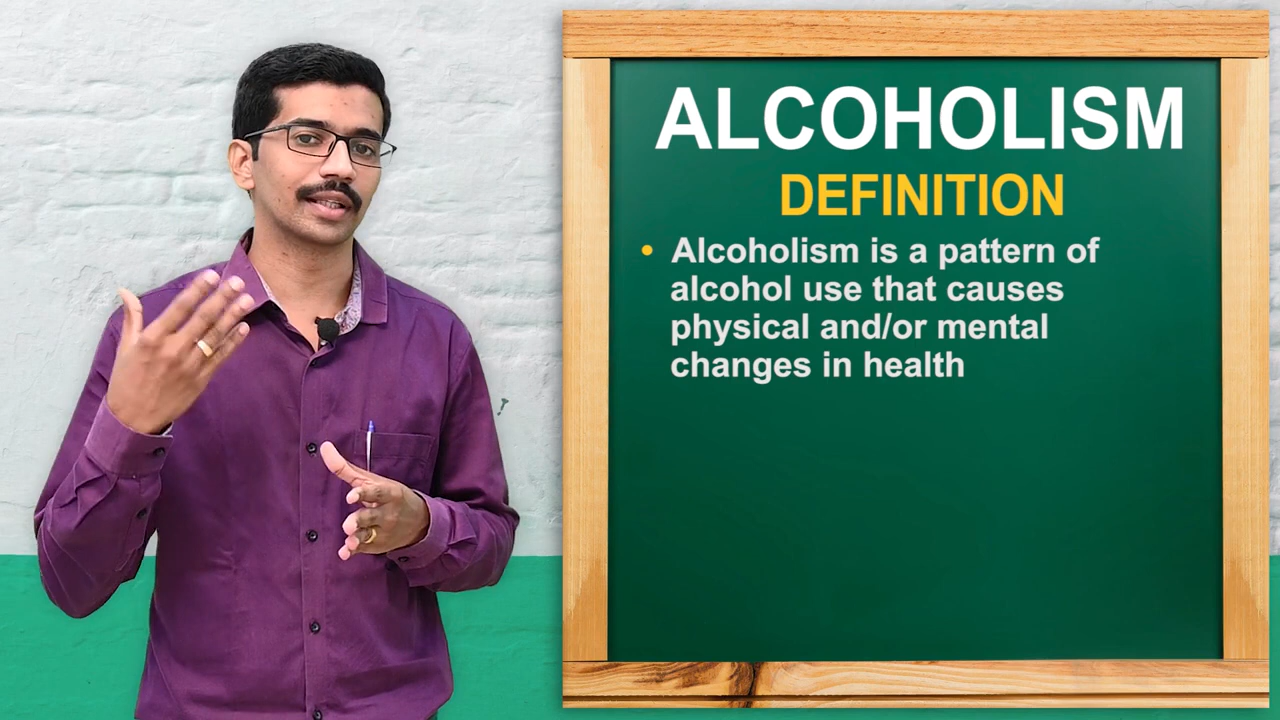 ALCOHOLISM
DEFINITION
• Alcoholism is a pattern of
alcohol use that causes
physical and/or mental
changes in health